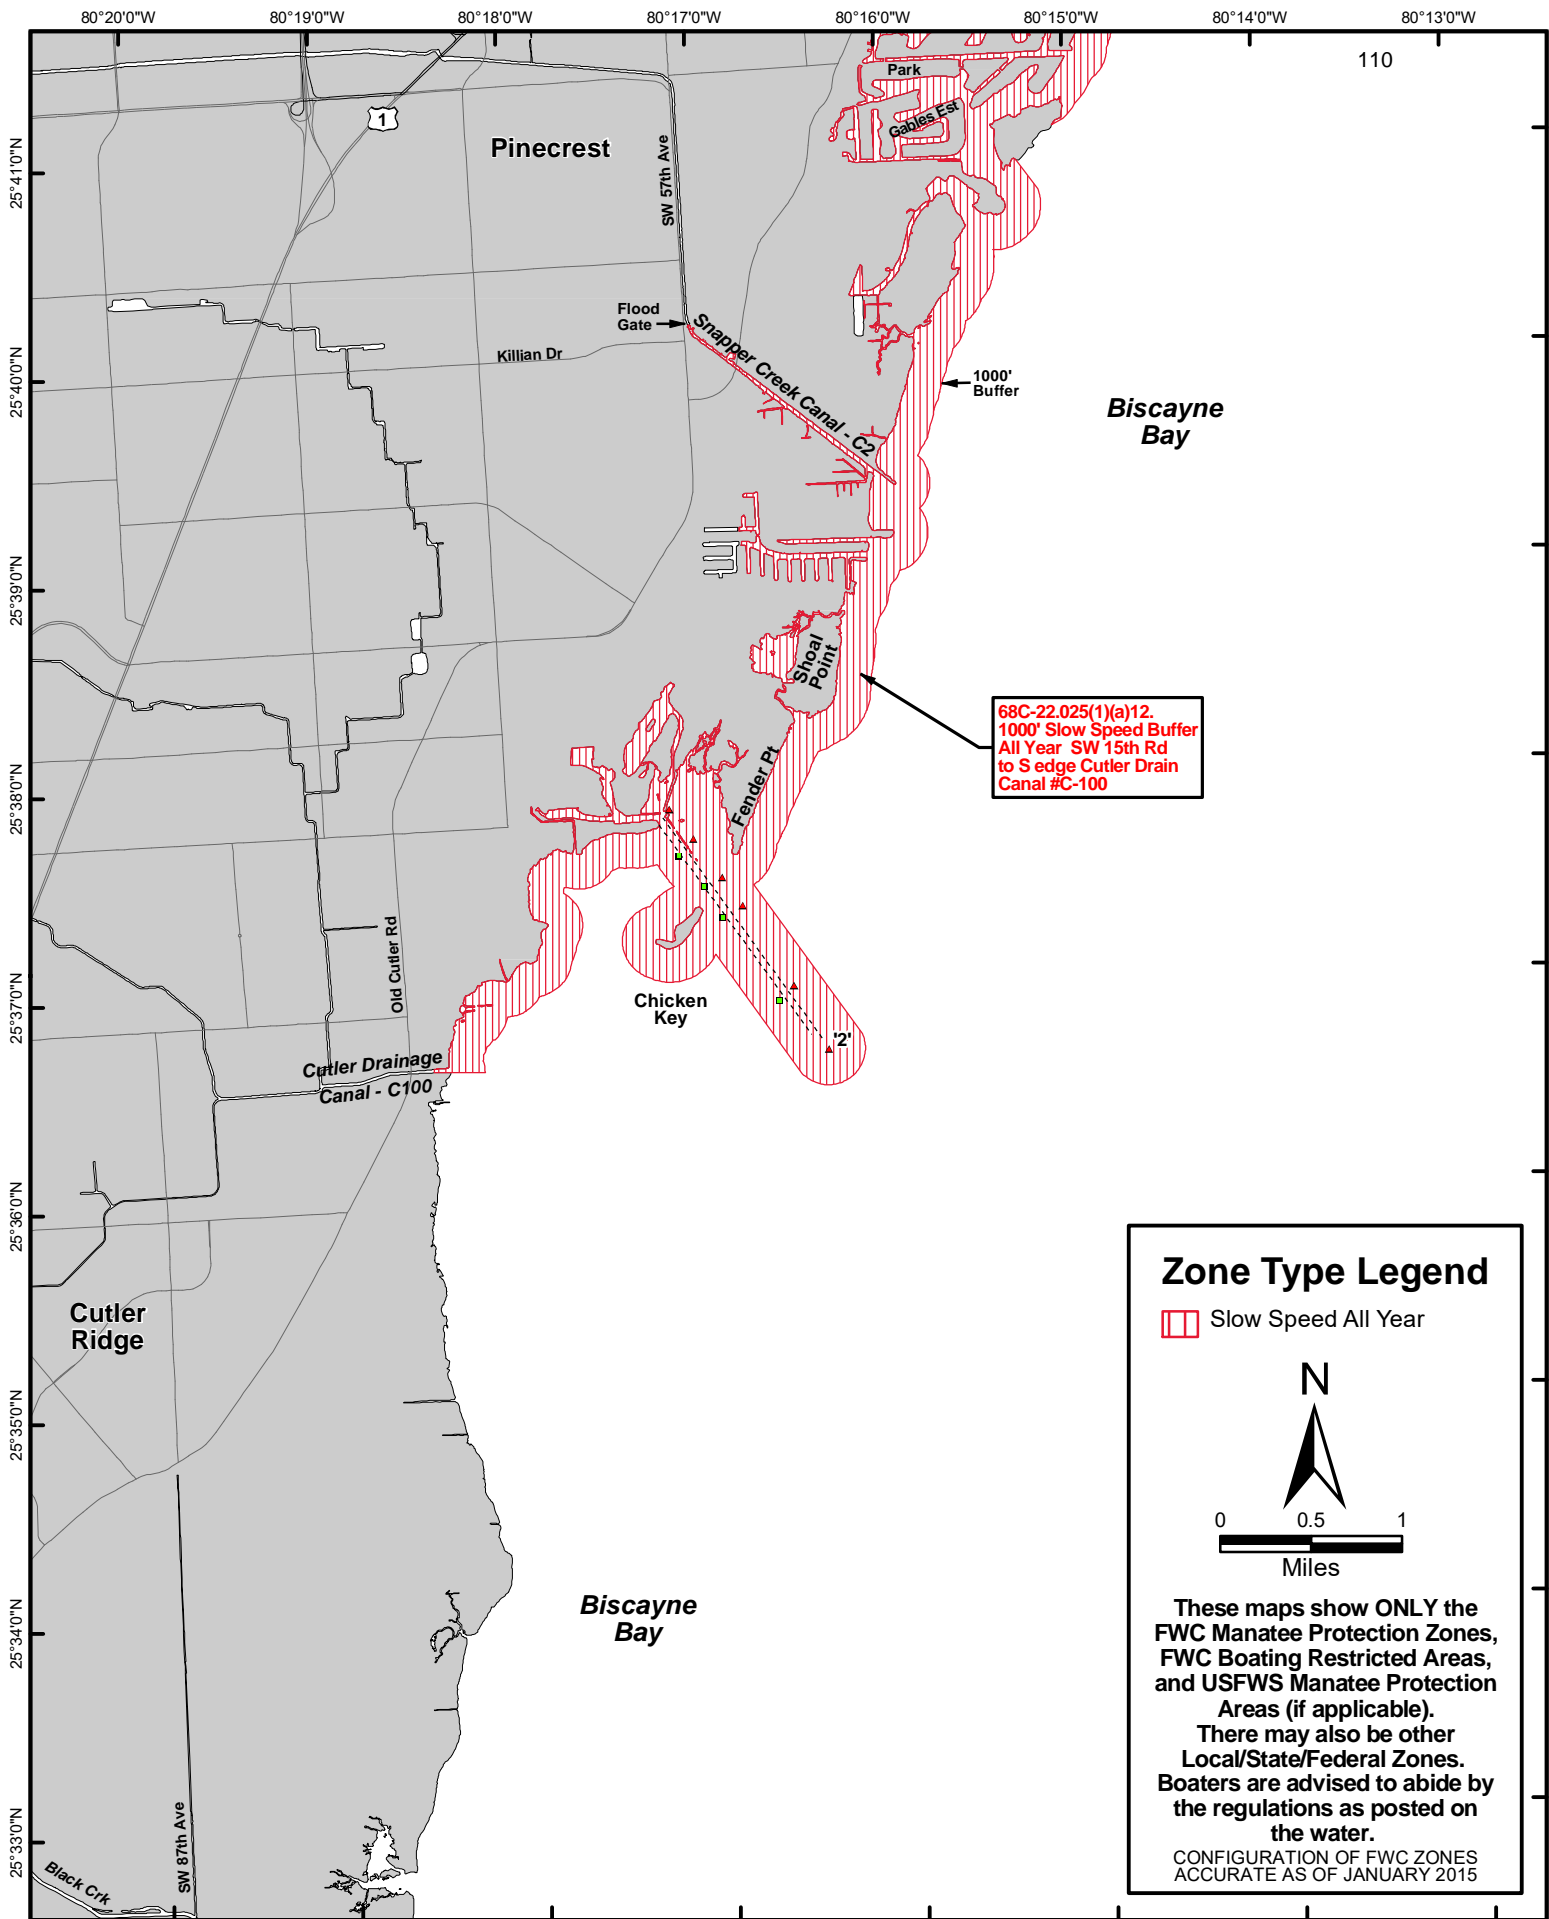 80°20'0"W 80°19'0"W 80°18'0"W 80°17'0"W 80°16'0"W 80°15'0"W 80°14'0"W 80°13'0"W
110
Park
Gables Est
1
Pinecrest
SW 57th Ave
25°41'0"N
Flood
Gate
Snapper Creek Canal - C2
Killian Dr
1000'
Buffer
25°40'0"N
Biscayne
Bay
25°39'0"N
Shoal
Point
68C-22.025(1)(a)12.
1000' Slow Speed Buffer
All Year  SW 15th Rd
to S edge Cutler Drain
Canal #C-100
Fender Pt
25°38'0"N
Old Cutler Rd
Chicken
Key
25°37'0"N
'2'
Cutler Drainage
Canal - C100
25°36'0"N
Cutler
Ridge
25°35'0"N
Biscayne
Bay
25°34'0"N
SW 87th Ave
25°33'0"N
Black Crk
Zone Type Legend
Slow Speed All Year
N
0 0.5 1
Miles
These maps show ONLY the
FWC Manatee Protection Zones,
FWC Boating Restricted Areas,
and USFWS Manatee Protection
Areas (if applicable).
There may also be other
Local/State/Federal Zones.
Boaters are advised to abide by
the regulations as posted on
the water.
CONFIGURATION OF FWC ZONES
ACCURATE AS OF JANUARY 2015